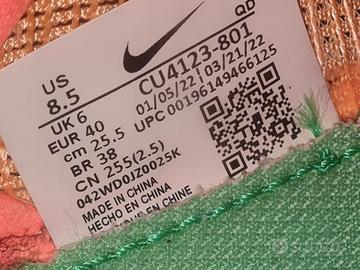 QD
US
8.5
CU4123-801
UK 6
01/05/22 03/21/22
EUR 40
UPC 00196149466125
cm 25.5
BR 38
CN 255(2.5)
042WD0JZ0025K
MADE IN CHINA
HECHO EN CHINA
EN CHINE